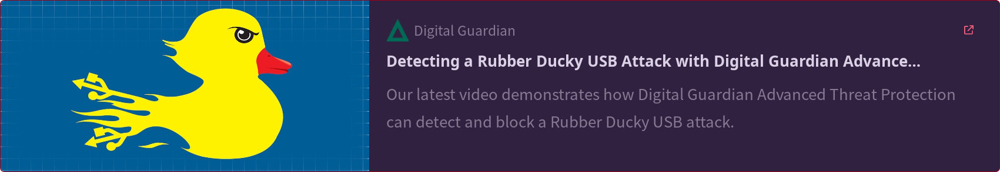 Digital Guardian
Detecting a Rubber Ducky USB Attack with Digital Guardian Advance...
Our latest video demonstrates how Digital Guardian Advanced Threat Protection
can detect and block a Rubber Ducky USB attack.